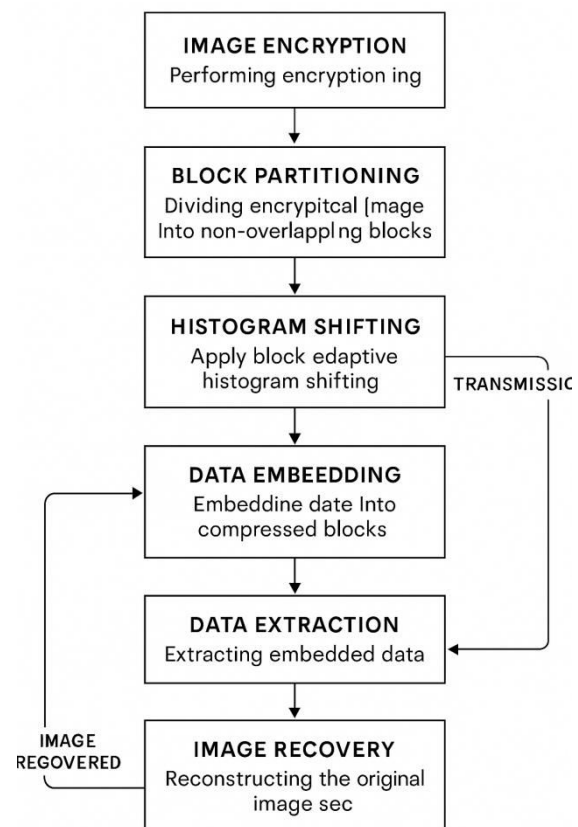 IMAGE ENCRYPTION
Performing encryption ing
BLOCK PARTITIONING
Dividing encrypitcal [mage
Into non-overlappl ng blocks
HISTOGRAM SHIFTING
Apply block edaptive
histogram shifting
TRANSMISSIO
DATA EMBEEDDING
Embeddine date Into
compressed blocks
DATA EXTRACTION
Extracting embedded data
IMAGE
REGOVERED
IMAGE RECOVERY
Reconstructing the original
image sec